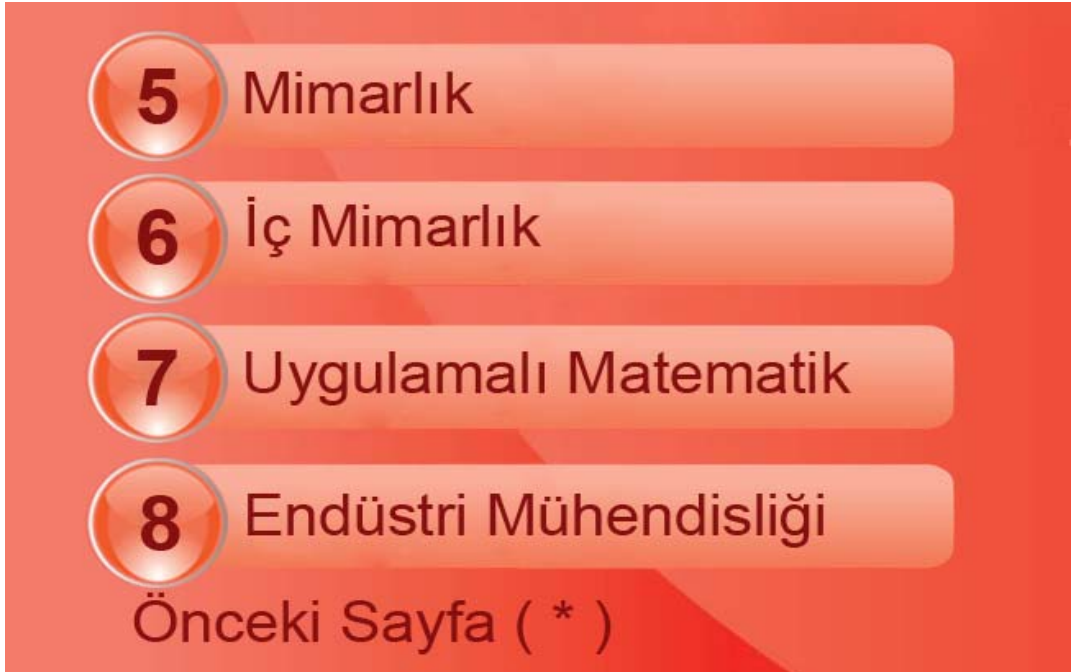 5 Mimarlık
6 İç Mimarlık
7 Uygulamalı Matematik
8 Endüstri Mühendisliği
Önceki Sayfa ( * )